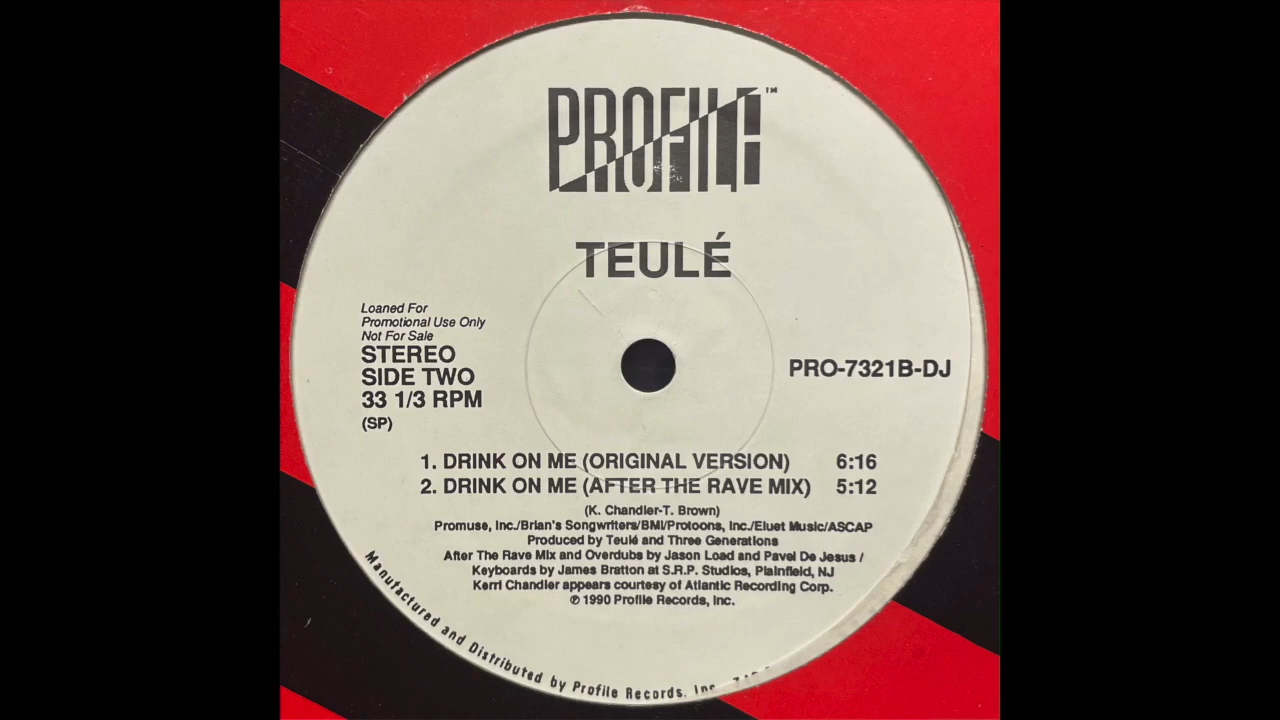 PROFILE™
TEULÉ
Loaned For
Promotional Use Only
Not For Sale
STEREO
SIDE TWO
33 1/3 RPM
(SP)
PRO-7321B-DJ
1. DRINK ON ME (ORIGINAL VERSION) 6:16
2. DRINK ON ME (AFTER THE RAVE MIX) 5:12
(K. Chandler-T. Brown)
Promuse, Inc./Brian's Songwriters/BMI/Protoons, Inc./Eluet Music/ASCAP
Produced by Teulé and Three Generations
After The Rave Mix and Overdubs by Jason Load and Pavel De Jesus /
Keyboards by James Bratton at S.R.P. Studios, Plainfield, NJ
Kerri Chandler appears courtesy of Atlantic Recording Corp.
℗ 1990 Profile Records, Inc.
Manufactured and Distributed by Profile Records, Inc